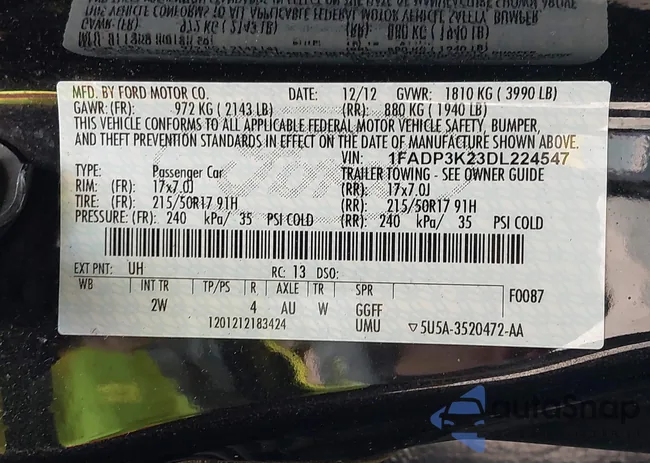 MFD. BY FORD MOTOR CO. DATE: 12/12 GVWR: 1810 KG ( 3990 LB)
GAWR: (FR): 972 KG ( 2143 LB) (RR): 880 KG ( 1940 LB)
THIS VEHICLE CONFORMS TO ALL APPLICABLE FEDERAL MOTOR VEHICLE SAFETY, BUMPER,
AND THEFT PREVENTION STANDARDS IN EFFECT ON THE DATE OF MANUFACTURE SHOWN ABOVE.
VIN: 1FADP3K23DL224547
TYPE: Passenger Car TRAILER TOWING - SEE OWNER GUIDE
RIM: (FR) 17x7.0J (RR): 17x7.0J
TIRE: (FR) 215/50R17 91H (RR): 215/50R17 91H
PRESSURE: (FR) 240 kPa/ 35 PSI COLD (RR): 240 kPa/ 35 PSI COLD
EXT PNT: UH RC: 13 DSO:
WB INT TR TP/PS R AXLE TR SPR F0087
2W 4 AU W GGFF
1201212183424 UMU ▽5U5A-3520472-AA
autoSnap